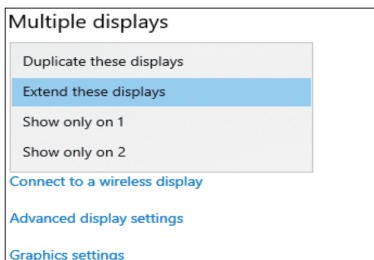 Multiple displays
Duplicate these displays
Extend these displays
Show only on 1
Show only on 2
Connect to a wireless display
Advanced display settings
Graphics settings